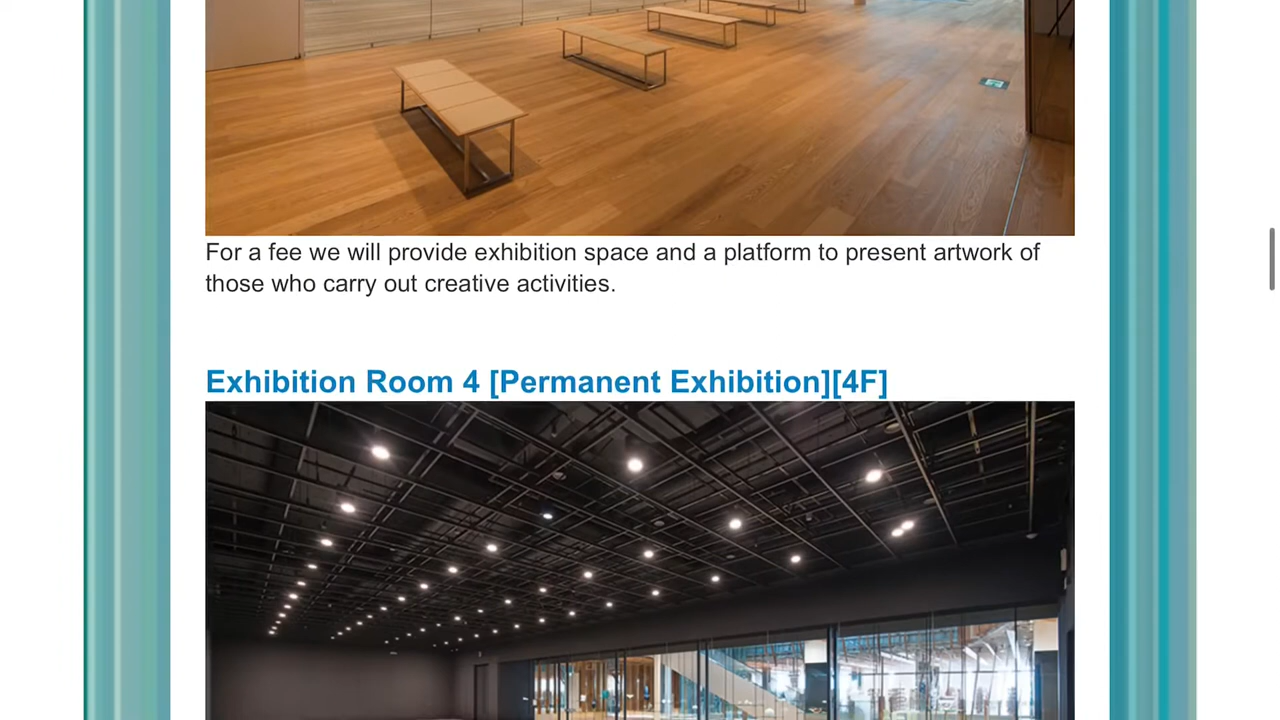 For a fee we will provide exhibition space and a platform to present artwork of
those who carry out creative activities.
Exhibition Room 4 [Permanent Exhibition][4F]